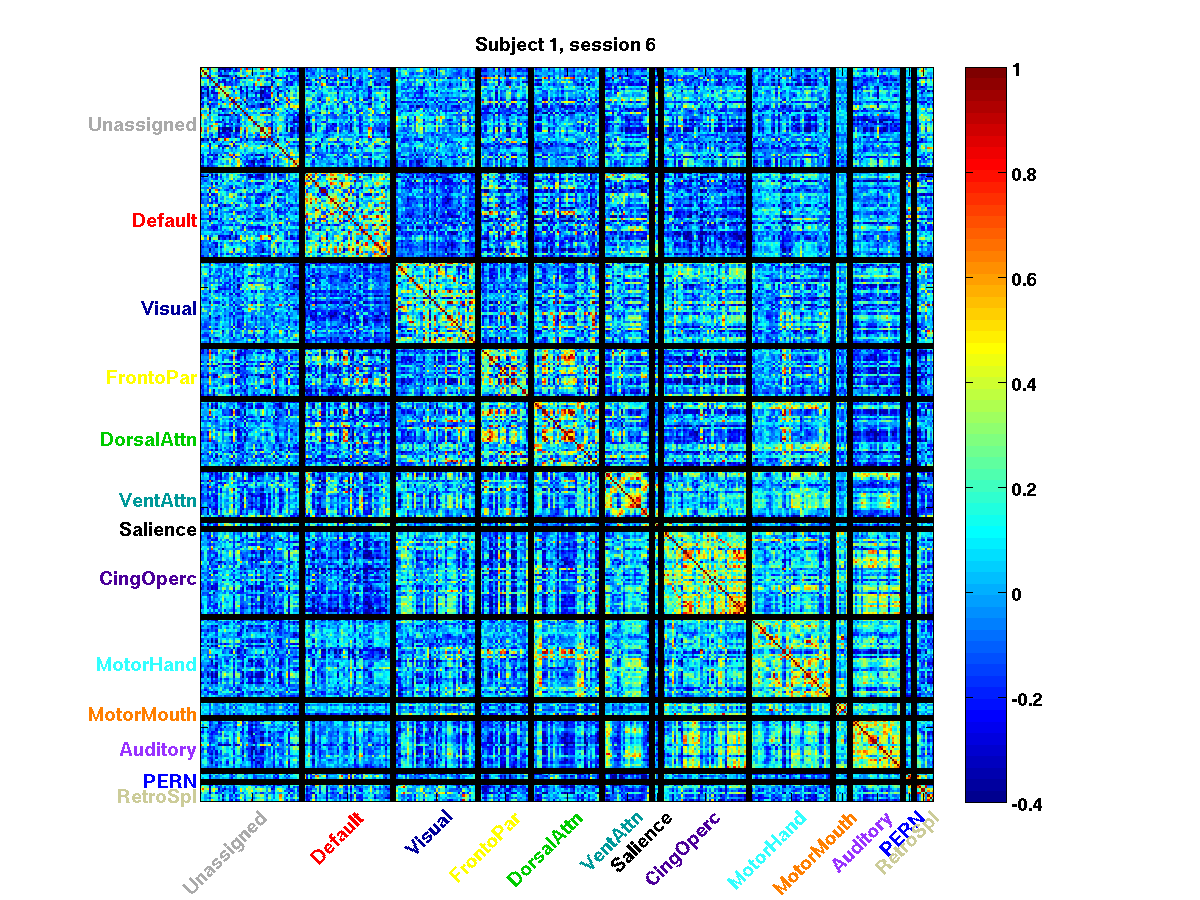 Subject 1, session 6
Unassigned
Default
Visual
FrontoPar
DorsalAttn
VentAttn
Salience
CingOperc
MotorHand
MotorMouth
Auditory
PERN
RetroSpl
1
0.8
0.6
0.4
0.2
0
-0.2
-0.4
Unassigned
Default
Visual
FrontoPar
DorsalAttn
VentAttn
Salience
CingOperc
MotorHand
MotorMouth
Auditory
PERN
RetroSpl